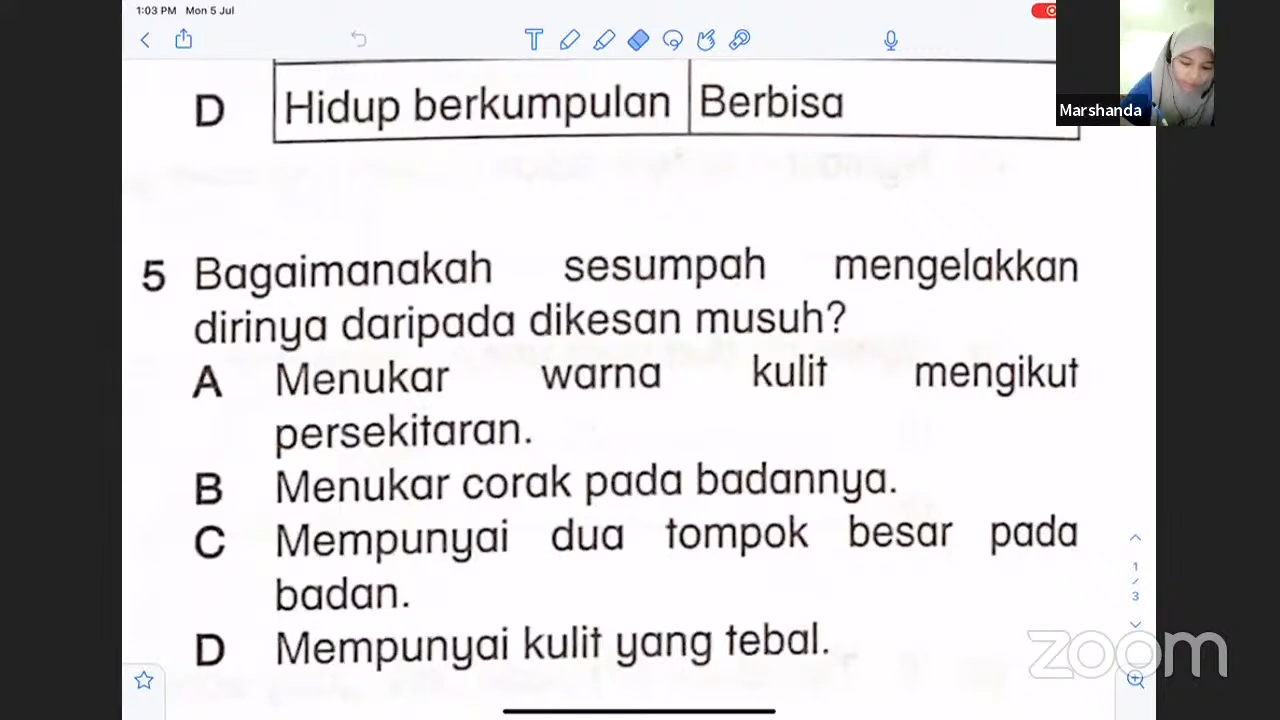 1:03 PM Mon 5 Jul
Marshanda
D Hidup berkumpulan Berbisa
5 Bagaimanakah sesumpah mengelakkan
dirinya daripada dikesan musuh?
A Menukar warna kulit mengikut
persekitaran.
B Menukar corak pada badannya.
C Mempunyai dua tompok besar pada
badan.
D Mempunyai kulit yang tebal.
1
/
3
zoom